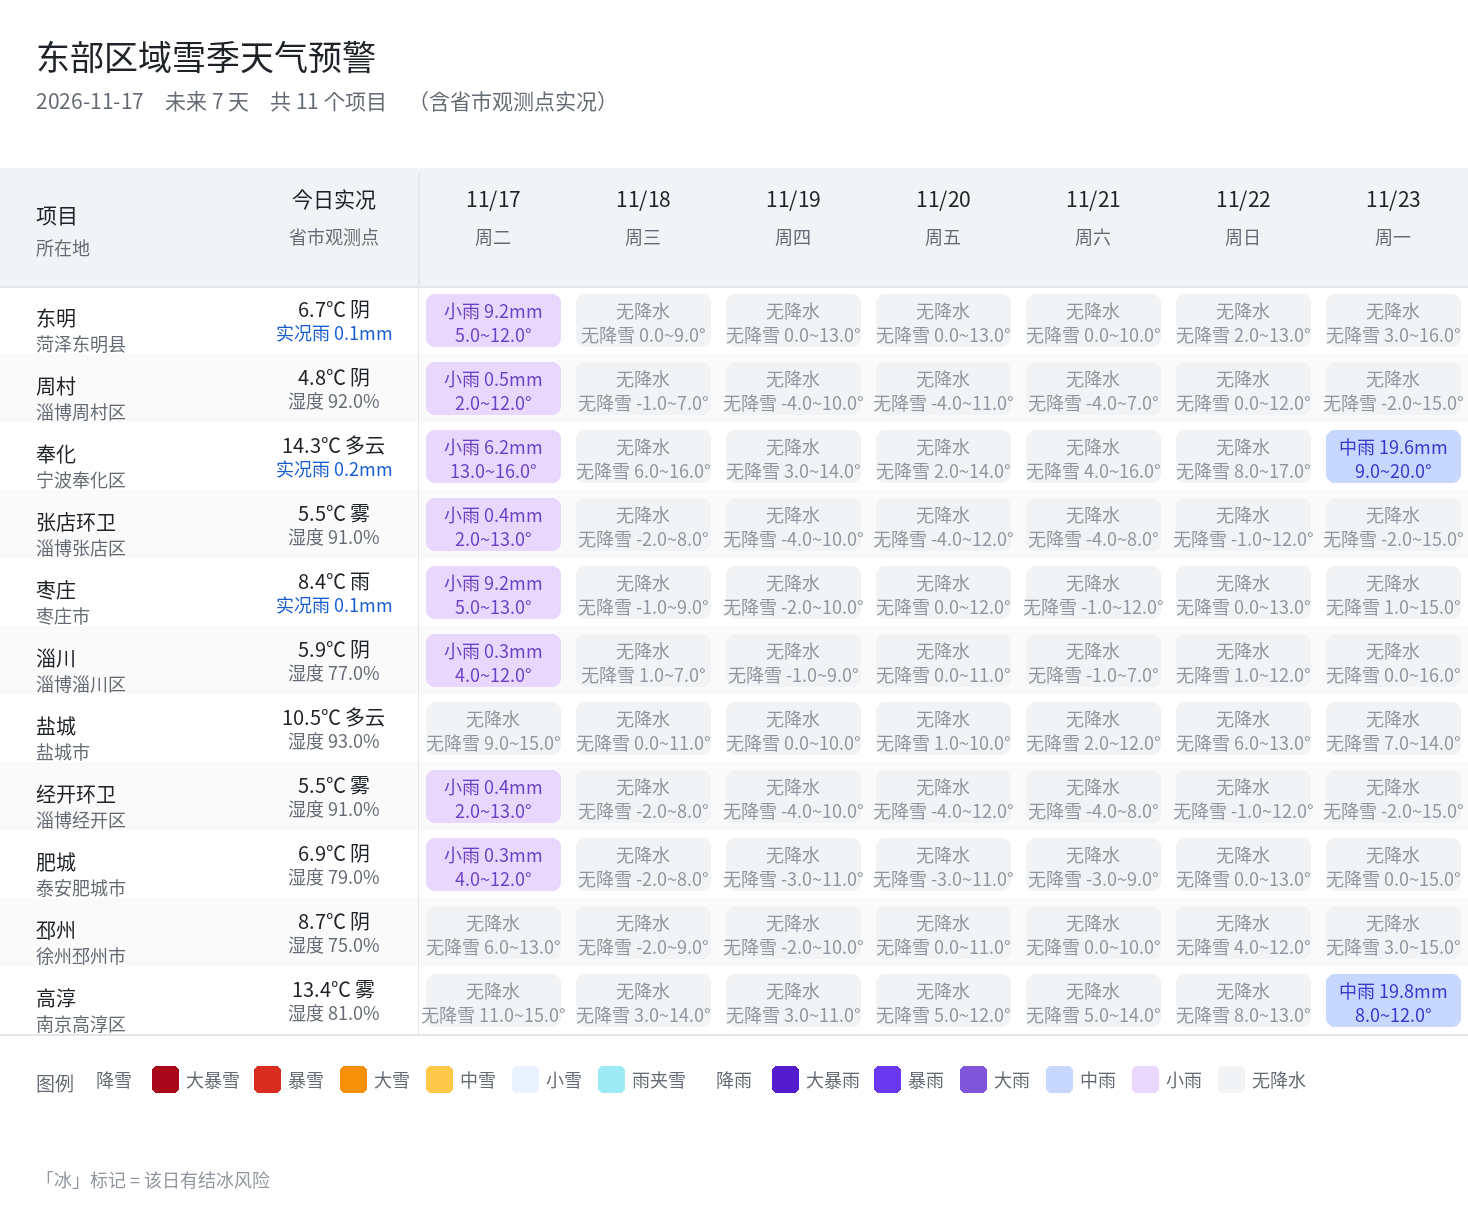 东部区域雪季天气预警
2026-11-17 未来 7 天 共 11 个项目 （含省市观测点实况）
项目 今日实况 11/17 11/18 11/19 11/20 11/21 11/22 11/23
所在地 省市观测点 周二 周三 周四 周五 周六 周日 周一
东明 6.7℃ 阴 小雨 9.2mm 无降水 无降水 无降水 无降水 无降水 无降水
菏泽东明县 实况雨 0.1mm 5.0~12.0° 无降雪 0.0~9.0° 无降雪 0.0~13.0° 无降雪 0.0~13.0° 无降雪 0.0~10.0° 无降雪 2.0~13.0° 无降雪 3.0~16.0°
周村 4.8℃ 阴 小雨 0.5mm 无降水 无降水 无降水 无降水 无降水 无降水
淄博周村区 湿度 92.0% 2.0~12.0° 无降雪 -1.0~7.0° 无降雪 -4.0~10.0° 无降雪 -4.0~11.0° 无降雪 -4.0~7.0° 无降雪 0.0~12.0° 无降雪 -2.0~15.0°
奉化 14.3℃ 多云 小雨 6.2mm 无降水 无降水 无降水 无降水 无降水 中雨 19.6mm
宁波奉化区 实况雨 0.2mm 13.0~16.0° 无降雪 6.0~16.0° 无降雪 3.0~14.0° 无降雪 2.0~14.0° 无降雪 4.0~16.0° 无降雪 8.0~17.0° 9.0~20.0°
张店环卫 5.5℃ 雾 小雨 0.4mm 无降水 无降水 无降水 无降水 无降水 无降水
淄博张店区 湿度 91.0% 2.0~13.0° 无降雪 -2.0~8.0° 无降雪 -4.0~10.0° 无降雪 -4.0~12.0° 无降雪 -4.0~8.0° 无降雪 -1.0~12.0° 无降雪 -2.0~15.0°
枣庄 8.4℃ 雨 小雨 9.2mm 无降水 无降水 无降水 无降水 无降水 无降水
枣庄市 实况雨 0.1mm 5.0~13.0° 无降雪 -1.0~9.0° 无降雪 -2.0~10.0° 无降雪 0.0~12.0° 无降雪 -1.0~12.0° 无降雪 0.0~13.0° 无降雪 1.0~15.0°
淄川 5.9℃ 阴 小雨 0.3mm 无降水 无降水 无降水 无降水 无降水 无降水
淄博淄川区 湿度 77.0% 4.0~12.0° 无降雪 1.0~7.0° 无降雪 -1.0~9.0° 无降雪 0.0~11.0° 无降雪 -1.0~7.0° 无降雪 1.0~12.0° 无降雪 0.0~16.0°
盐城 10.5℃ 多云 无降水 无降水 无降水 无降水 无降水 无降水 无降水
盐城市 湿度 93.0% 无降雪 9.0~15.0° 无降雪 0.0~11.0° 无降雪 0.0~10.0° 无降雪 1.0~10.0° 无降雪 2.0~12.0° 无降雪 6.0~13.0° 无降雪 7.0~14.0°
经开环卫 5.5℃ 雾 小雨 0.4mm 无降水 无降水 无降水 无降水 无降水 无降水
淄博经开区 湿度 91.0% 2.0~13.0° 无降雪 -2.0~8.0° 无降雪 -4.0~10.0° 无降雪 -4.0~12.0° 无降雪 -4.0~8.0° 无降雪 -1.0~12.0° 无降雪 -2.0~15.0°
肥城 6.9℃ 阴 小雨 0.3mm 无降水 无降水 无降水 无降水 无降水 无降水
泰安肥城市 湿度 79.0% 4.0~12.0° 无降雪 -2.0~8.0° 无降雪 -3.0~11.0° 无降雪 -3.0~11.0° 无降雪 -3.0~9.0° 无降雪 0.0~13.0° 无降雪 0.0~15.0°
邳州 8.7℃ 阴 无降水 无降水 无降水 无降水 无降水 无降水 无降水
徐州邳州市 湿度 75.0% 无降雪 6.0~13.0° 无降雪 -2.0~9.0° 无降雪 -2.0~10.0° 无降雪 0.0~11.0° 无降雪 0.0~10.0° 无降雪 4.0~12.0° 无降雪 3.0~15.0°
高淳 13.4℃ 雾 无降水 无降水 无降水 无降水 无降水 无降水 中雨 19.8mm
南京高淳区 湿度 81.0% 无降雪 11.0~15.0° 无降雪 3.0~14.0° 无降雪 3.0~11.0° 无降雪 5.0~12.0° 无降雪 5.0~14.0° 无降雪 8.0~13.0° 8.0~12.0°
图例 降雪 大暴雪 暴雪 大雪 中雪 小雪 雨夹雪 降雨 大暴雨 暴雨 大雨 中雨 小雨 无降水
「冰」标记 = 该日有结冰风险